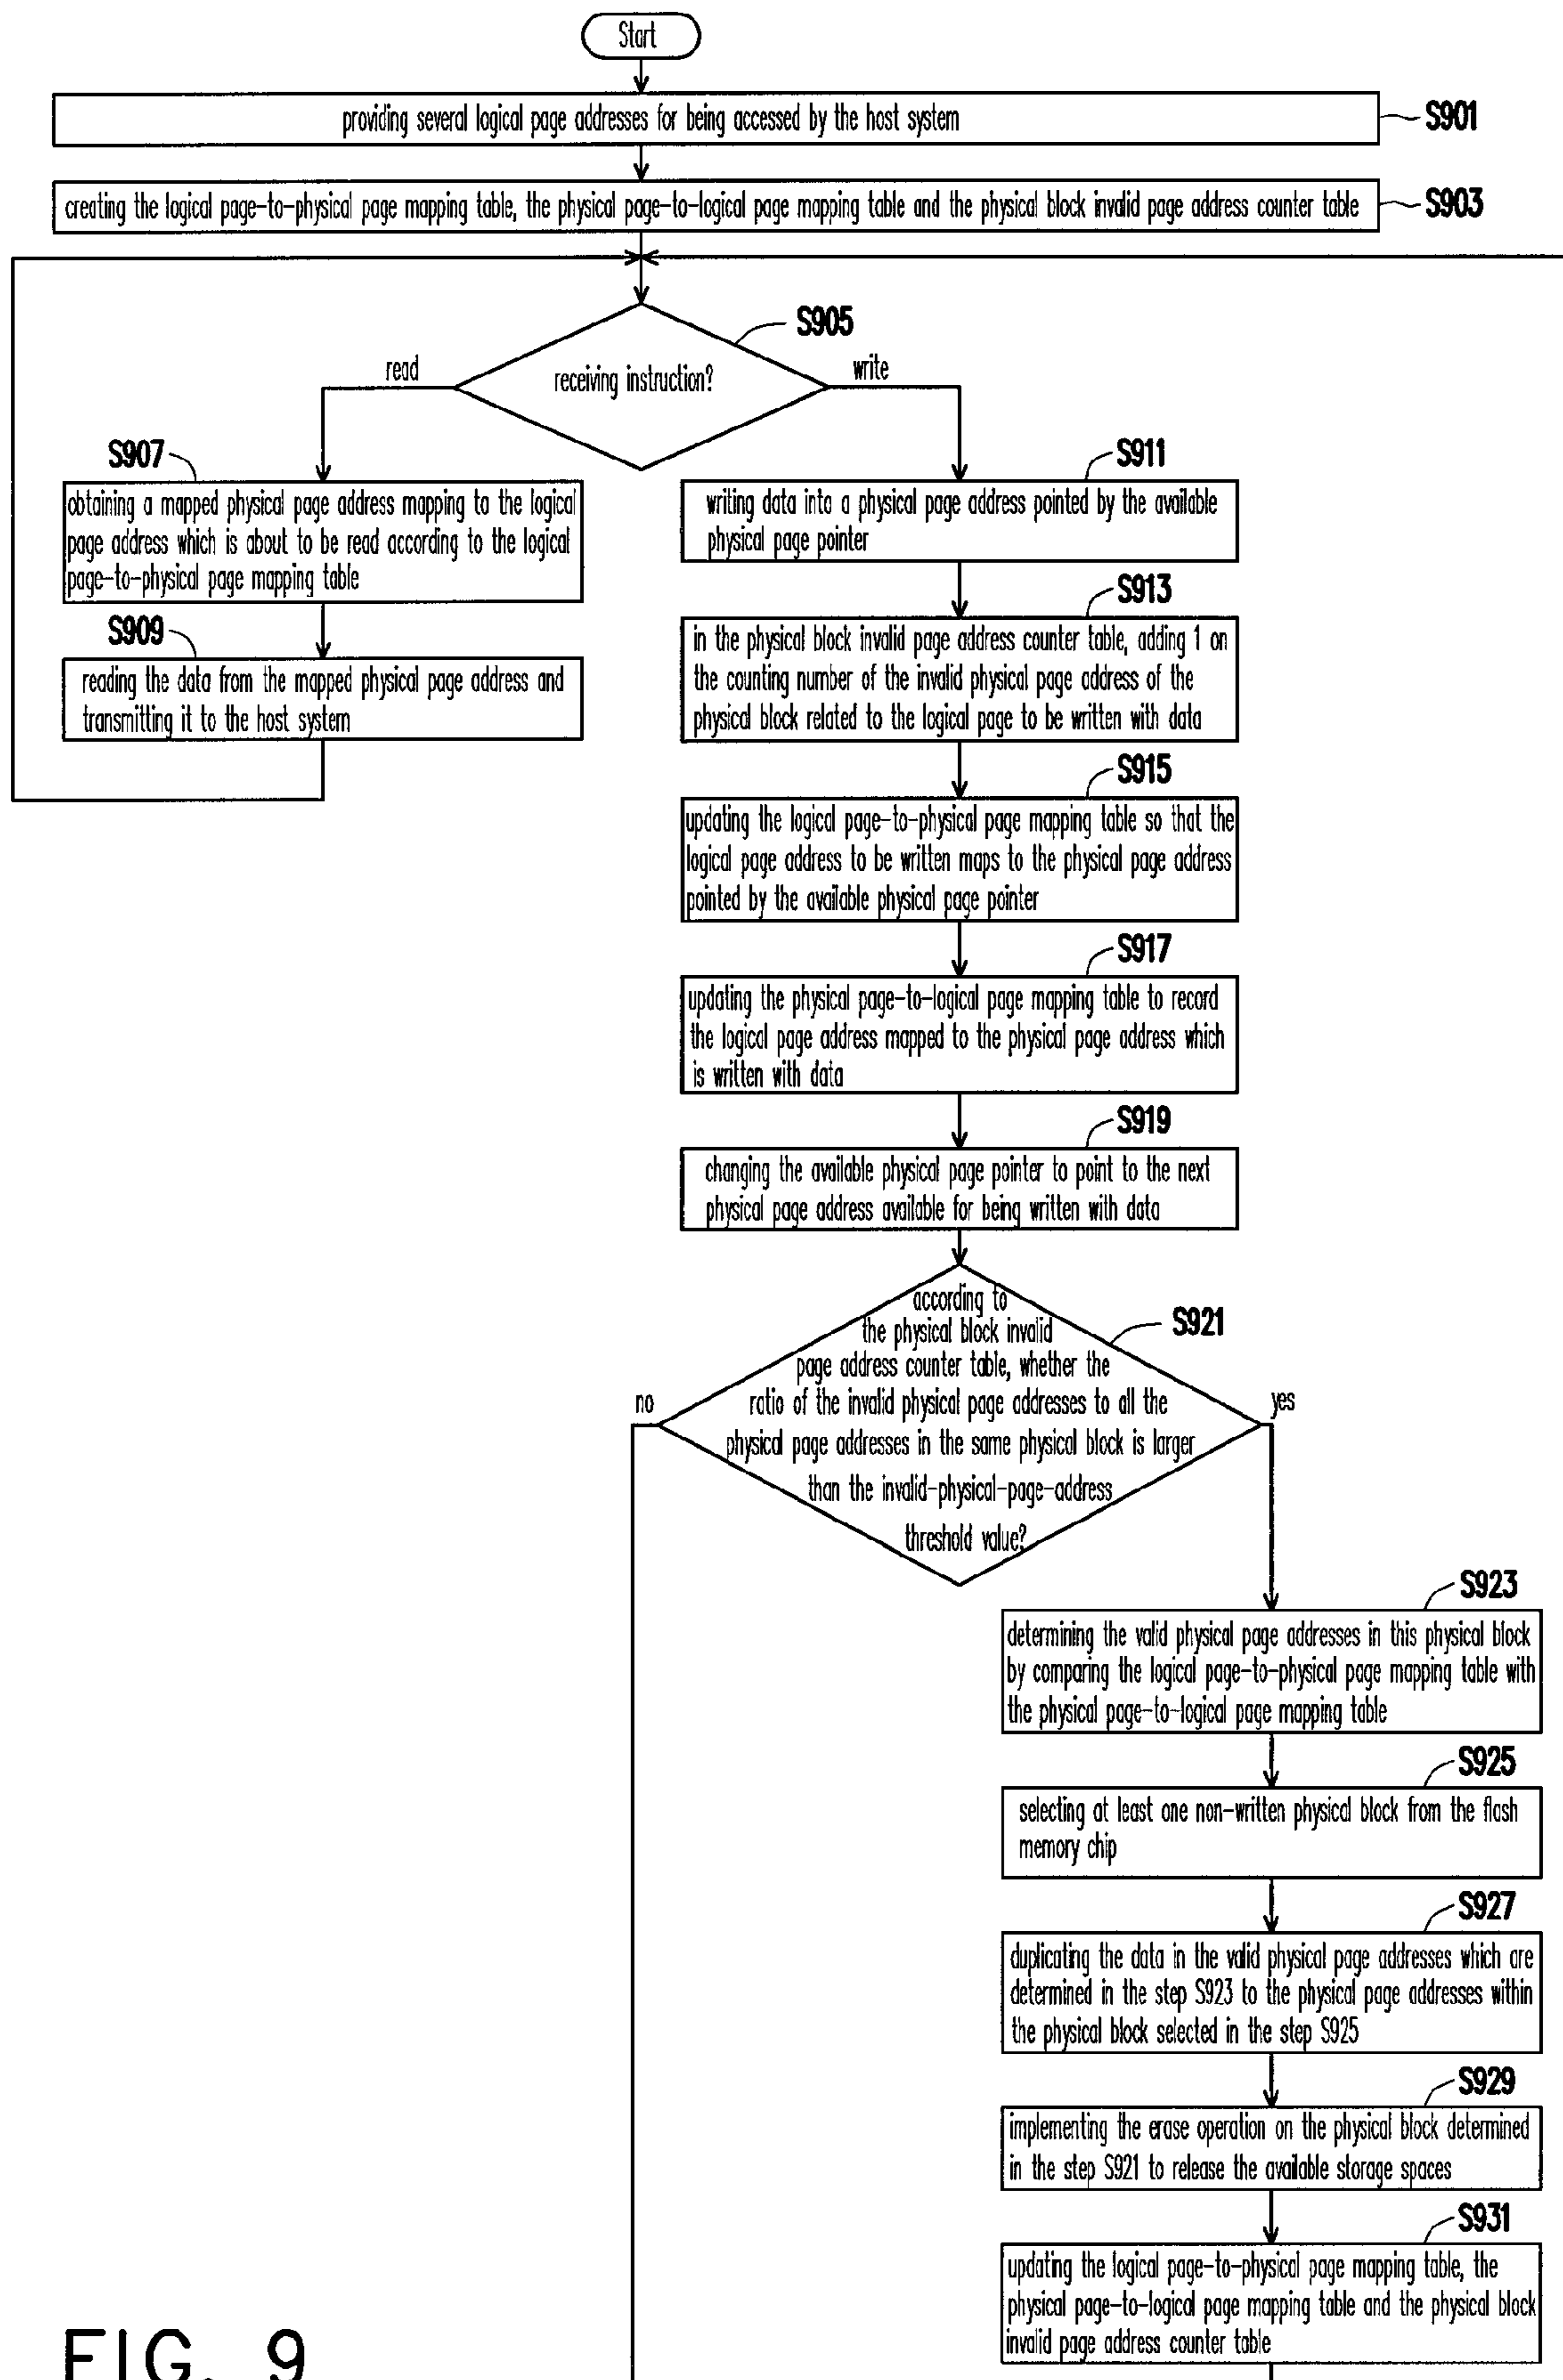 Start
providing several logical page addresses for being accessed by the host system
S901
creating the logical page-to-physical page mapping table, the physical page-to-logical page mapping table and the physical block invalid page address counter table
S903
S905
read
receiving instruction?
write
S907
obtaining a mapped physical page address mapping to the logical
page address which is about to be read according to the logical
page-to-physical page mapping table
S909
reading the data from the mapped physical page address and
transmitting it to the host system
S911
writing data into a physical page address pointed by the available
physical page pointer
S913
in the physical block invalid page address counter table, adding 1 on
the counting number of the invalid physical page address of the
physical block related to the logical page to be written with data
S915
updating the logical page-to-physical page mapping table so that the
logical page address to be written maps to the physical page address
pointed by the available physical page pointer
S917
updating the physical page-to-logical page mapping table to record
the logical page address mapped to the physical page address which
is written with data
S919
changing the available physical page pointer to point to the next
physical page address available for being written with data
S921
according to
the physical block invalid
page address counter table, whether the
ratio of the invalid physical page addresses to all the
physical page addresses in the same physical block is larger
than the invalid-physical-page-address
threshold value?
no
yes
S923
determining the valid physical page addresses in this physical block
by comparing the logical page-to-physical page mapping table with
the physical page-to-logical page mapping table
S925
selecting at least one non-written physical block from the flash
memory chip
S927
duplicating the data in the valid physical page addresses which are
determined in the step S923 to the physical page addresses within
the physical block selected in the step S925
S929
implementing the erase operation on the physical block determined
in the step S921 to release the available storage spaces
S931
updating the logical page-to-physical page mapping table, the
physical page-to-logical page mapping table and the physical block
invalid page address counter table
FIG. 9